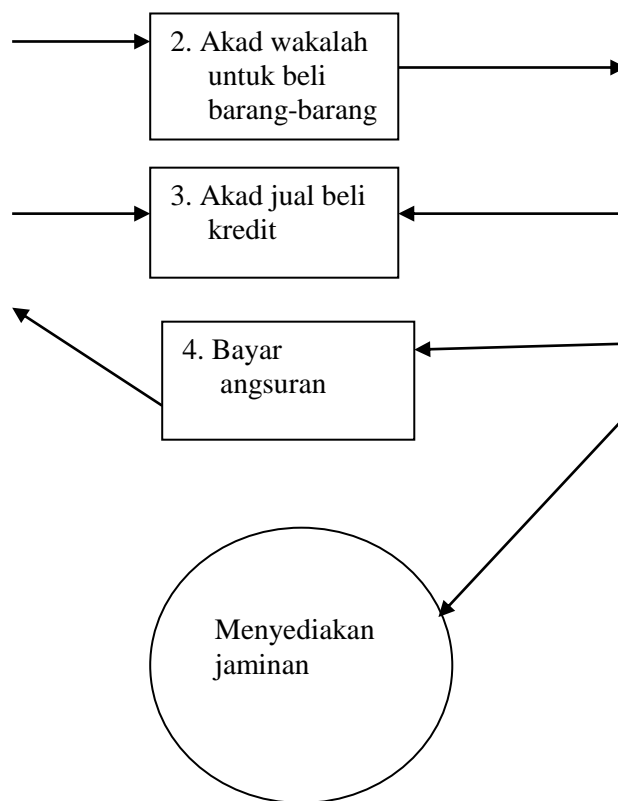 2. Akad wakalah
untuk beli
barang-barang
3. Akad jual beli
kredit
4. Bayar
angsuran
Menyediakan
jaminan